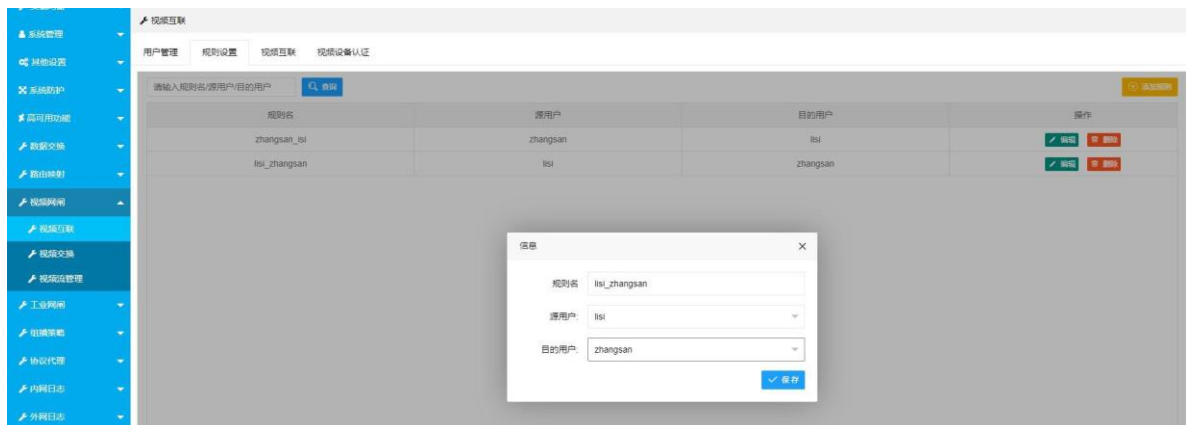 视频互联
系统管理
其他设置
系统防护
高可用功能
数据交换
路由映射
视频网闸
视频互联
视频交换
视频流管理
工业网闸
组播策略
协议代理
内网日志
外网日志
用户管理 规则设置 视频互联 视频设备认证
请输入规则名/源用户/目的用户 查询 添加规则
规则名 源用户 目的用户 操作
zhangsan_lisi zhangsan lisi 编辑 删除
lisi_zhangsan lisi zhangsan 编辑 删除
信息
规则名 lisi_zhangsan
源用户: lisi
目的用户: zhangsan
保存